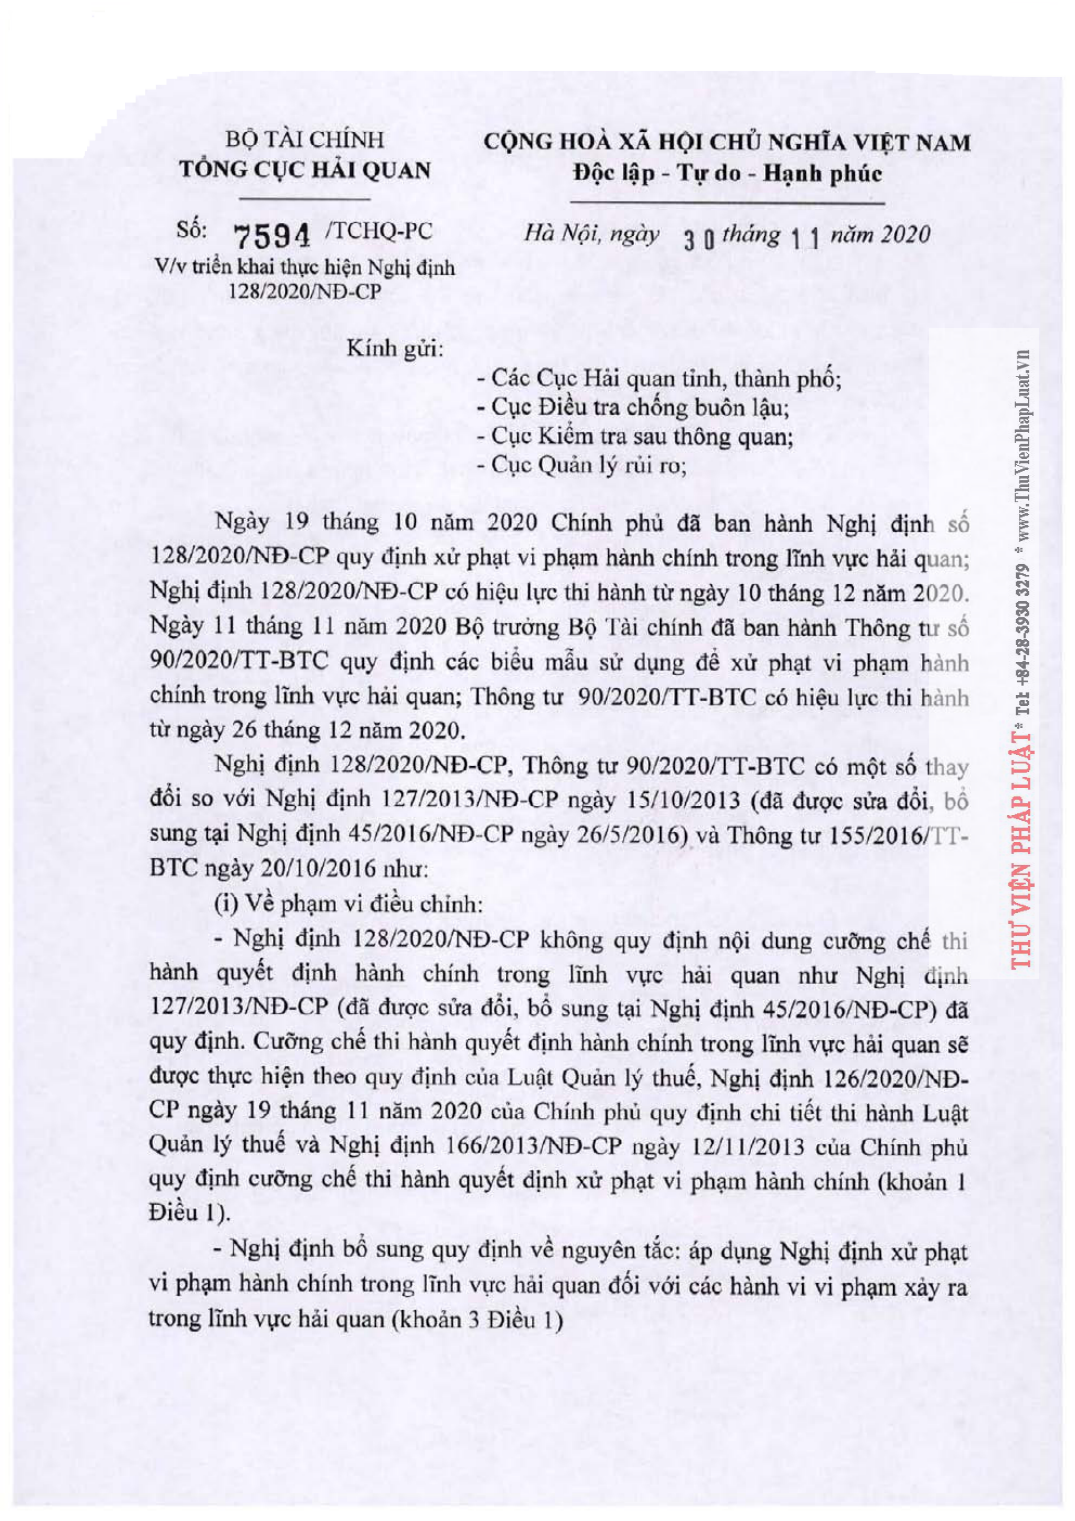 BỘ TÀI CHÍNH
TỔNG CỤC HẢI QUAN
CỘNG HOÀ XÃ HỘI CHỦ NGHĨA VIỆT NAM
Độc lập - Tự do - Hạnh phúc
Số: 7594 /TCHQ-PC
V/v triển khai thực hiện Nghị định
128/2020/NĐ-CP
Hà Nội, ngày 30 tháng 11 năm 2020
Kính gửi:
- Các Cục Hải quan tỉnh, thành phố;
- Cục Điều tra chống buôn lậu;
- Cục Kiểm tra sau thông quan;
- Cục Quản lý rủi ro;
Ngày 19 tháng 10 năm 2020 Chính phủ đã ban hành Nghị định số
128/2020/NĐ-CP quy định xử phạt vi phạm hành chính trong lĩnh vực hải quan;
Nghị định 128/2020/NĐ-CP có hiệu lực thi hành từ ngày 10 tháng 12 năm 2020.
Ngày 11 tháng 11 năm 2020 Bộ trưởng Bộ Tài chính đã ban hành Thông tư số
90/2020/TT-BTC quy định các biểu mẫu sử dụng để xử phạt vi phạm hành
chính trong lĩnh vực hải quan; Thông tư 90/2020/TT-BTC có hiệu lực thi hành
từ ngày 26 tháng 12 năm 2020.
Nghị định 128/2020/NĐ-CP, Thông tư 90/2020/TT-BTC có một số thay
đổi so với Nghị định 127/2013/NĐ-CP ngày 15/10/2013 (đã được sửa đổi, bổ
sung tại Nghị định 45/2016/NĐ-CP ngày 26/5/2016) và Thông tư 155/2016/TT-
BTC ngày 20/10/2016 như:
(i) Về phạm vi điều chỉnh:
- Nghị định 128/2020/NĐ-CP không quy định nội dung cưỡng chế thi
hành quyết định hành chính trong lĩnh vực hải quan như Nghị định
127/2013/NĐ-CP (đã được sửa đổi, bổ sung tại Nghị định 45/2016/NĐ-CP) đã
quy định. Cưỡng chế thi hành quyết định hành chính trong lĩnh vực hải quan sẽ
được thực hiện theo quy định của Luật Quản lý thuế, Nghị định 126/2020/NĐ-
CP ngày 19 tháng 11 năm 2020 của Chính phủ quy định chi tiết thi hành Luật
Quản lý thuế và Nghị định 166/2013/NĐ-CP ngày 12/11/2013 của Chính phủ
quy định cưỡng chế thi hành quyết định xử phạt vi phạm hành chính (khoản 1
Điều 1).
- Nghị định bổ sung quy định về nguyên tắc: áp dụng Nghị định xử phạt
vi phạm hành chính trong lĩnh vực hải quan đối với các hành vi vi phạm xảy ra
trong lĩnh vực hải quan (khoản 3 Điều 1)
THƯ VIỆN PHÁP LUẬT* Tel: +84-28-3930 3279 * www.ThuVienPhapLuat.vn